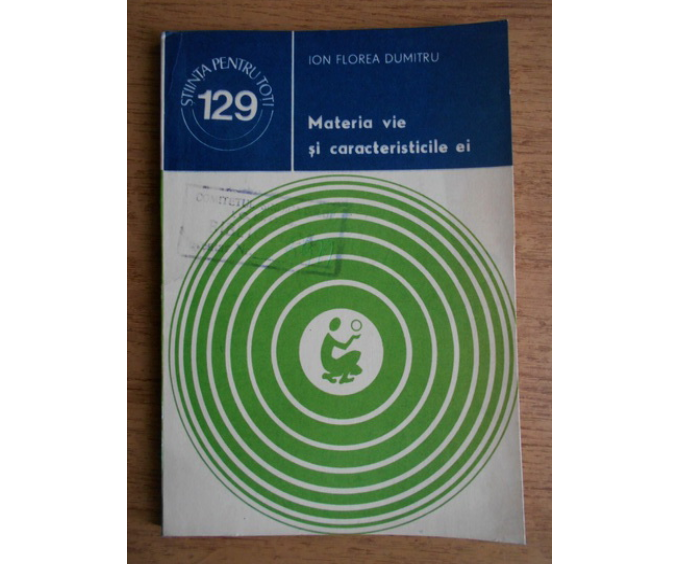 ȘTIINȚA PENTRU TOȚI
129
ION FLOREA DUMITRU
Materia vie
și caracteristicile ei